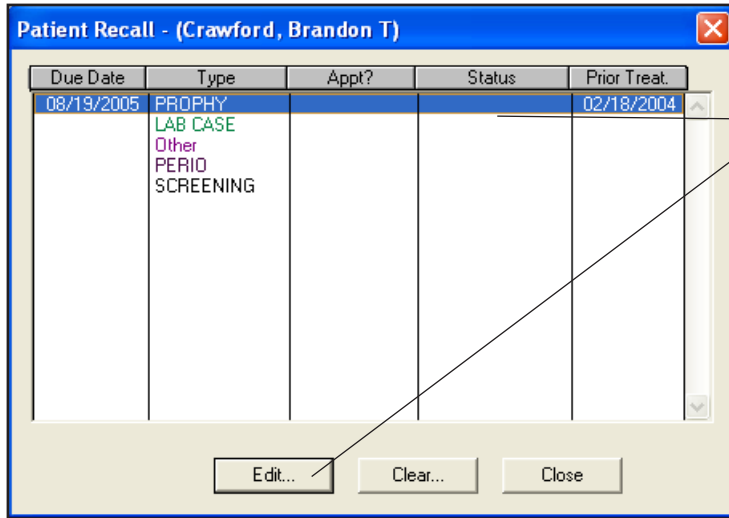 Patient Recall - (Crawford, Brandon T)
Due Date Type Appt? Status Prior Treat.
08/19/2005 PROPHY 02/18/2004
LAB CASE
Other
PERIO
SCREENING
Edit... Clear... Close